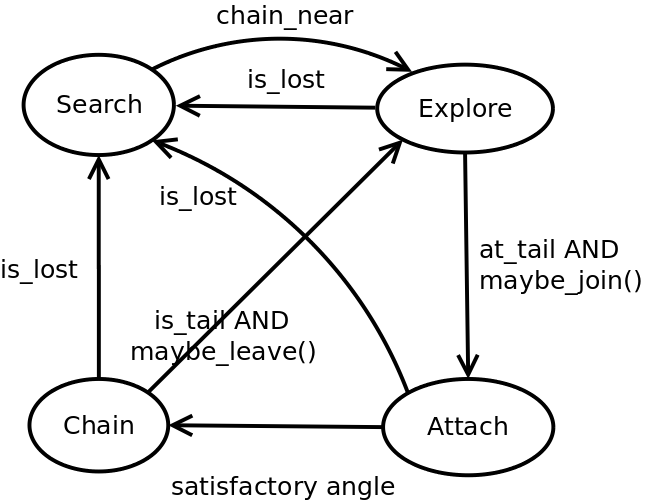 chain_near
is_lost
Search
Explore
is_lost
at_tail AND
maybe_join()
is_lost
is_tail AND
maybe_leave()
Chain
Attach
satisfactory angle